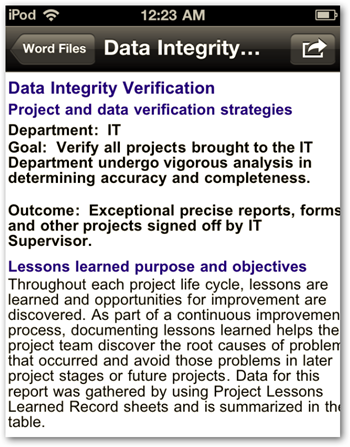 iPod 12:23 AM
Word Files Data Integrity...
Data Integrity Verification
Project and data verification strategies
Department: IT
Goal: Verify all projects brought to the IT
Department undergo vigorous analysis in
determining accuracy and completeness.
Outcome: Exceptional precise reports, forms
and other projects signed off by IT
Supervisor.
Lessons learned purpose and objectives
Throughout each project life cycle, lessons are
learned and opportunities for improvement are
discovered. As part of a continuous improvemen
process, documenting lessons learned helps the
project team discover the root causes of problem
that occurred and avoid those problems in later
project stages or future projects. Data for this
report was gathered by using Project Lessons
Learned Record sheets and is summarized in the
table.